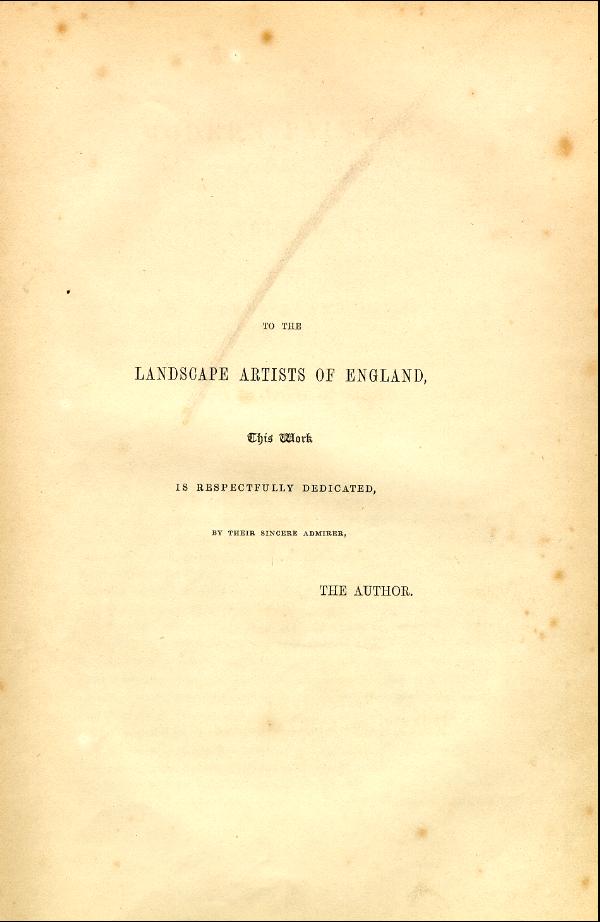 TO THE
LANDSCAPE ARTISTS OF ENGLAND,
This Work
IS RESPECTFULLY DEDICATED,
BY THEIR SINCERE ADMIRER,
THE AUTHOR.